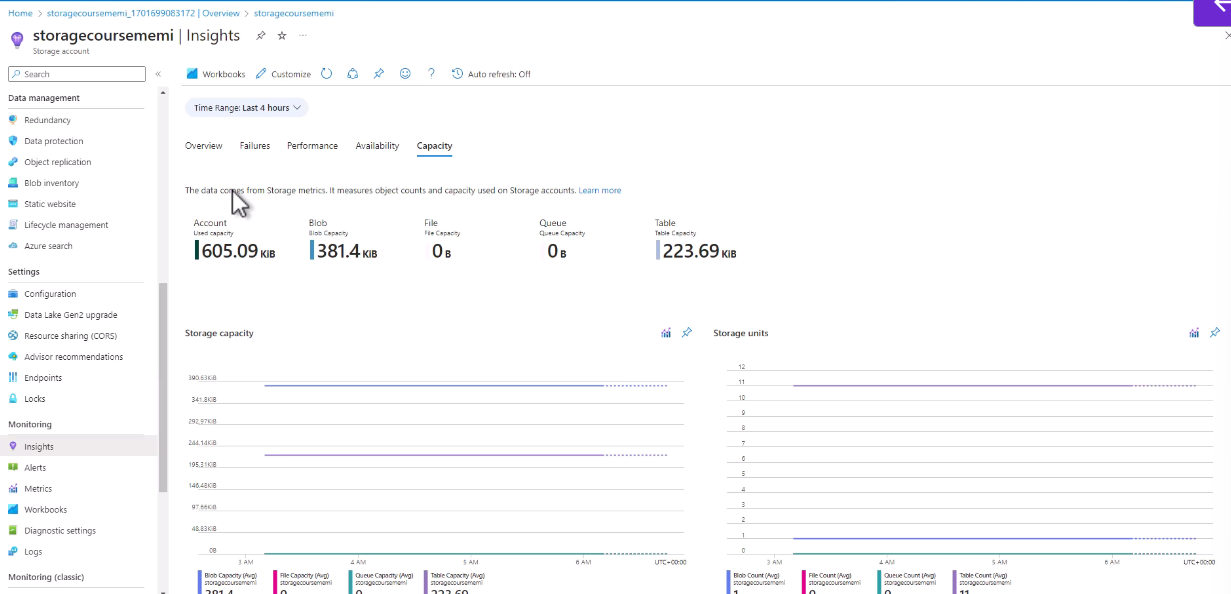 Home > storagecoursememi_1701699083172 | Overview > storagecoursememi
storagecoursememi | Insights
Storage account
Search
Workbooks Customize Auto refresh: Off
Data management
Redundancy
Data protection
Object replication
Blob inventory
Static website
Lifecycle management
Azure search
Settings
Configuration
Data Lake Gen2 upgrade
Resource sharing (CORS)
Advisor recommendations
Endpoints
Locks
Monitoring
Insights
Alerts
Metrics
Workbooks
Diagnostic settings
Logs
Monitoring (classic)
Time Range: Last 4 hours
Overview Failures Performance Availability Capacity
The data comes from Storage metrics. It measures object counts and capacity used on Storage accounts. Learn more
Account Blob File Queue Table
Used capacity Blob Capacity File Capacity Queue Capacity Table Capacity
605.09 KiB 381.4 KiB 0 B 0 B 223.69 KiB
Storage capacity
390.63KiB
341.8KiB
292.97KiB
244.14KiB
195.31KiB
146.48KiB
97.66KiB
48.83KiB
0B
3 AM 4 AM 5 AM 6 AM UTC+00:00
Blob Capacity (Avg) File Capacity (Avg) Queue Capacity (Avg) Table Capacity (Avg)
storagecoursememi storagecoursememi storagecoursememi storagecoursememi
381.4 0 0 223.69
Storage units
12
11
10
9
8
7
6
5
4
3
2
1
0
3 AM 4 AM 5 AM 6 AM UTC+00:00
Blob Count (Avg) File Count (Avg) Queue Count (Avg) Table Count (Avg)
storagecoursememi storagecoursememi storagecoursememi storagecoursememi
1 0 0 11